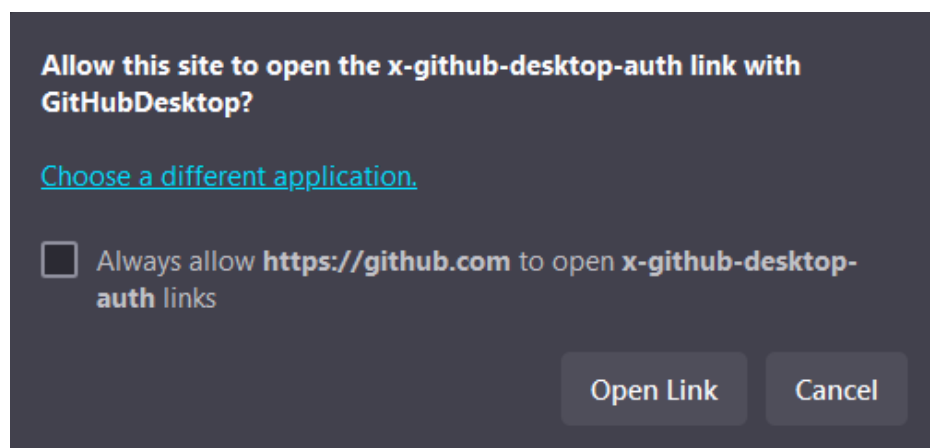 Allow this site to open the x-github-desktop-auth link with
GitHubDesktop?
Choose a different application.
Always allow https://github.com to open x-github-desktop-
auth links
Open Link
Cancel